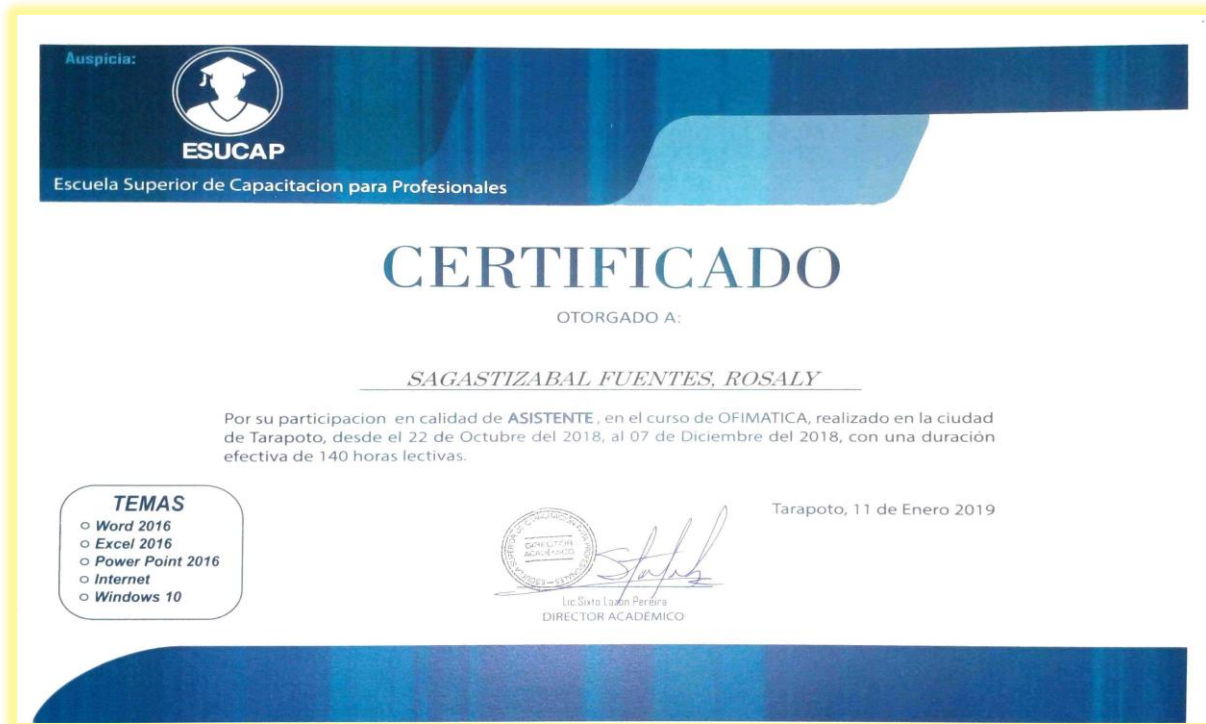 Auspicia:
ESUCAP
Escuela Superior de Capacitacion para Profesionales
CERTIFICADO
OTORGADO A:
SAGASTIZABAL FUENTES, ROSALY
Por su participacion en calidad de ASISTENTE, en el curso de OFIMATICA, realizado en la ciudad
de Tarapoto, desde el 22 de Octubre del 2018, al 07 de Diciembre del 2018, con una duración
efectiva de 140 horas lectivas.
TEMAS
Word 2016
Excel 2016
Power Point 2016
Internet
Windows 10
Tarapoto, 11 de Enero 2019
DIRECTOR
ACADÉMICO
Lic Sixto Lazon Pereira
DIRECTOR ACADÉMICO